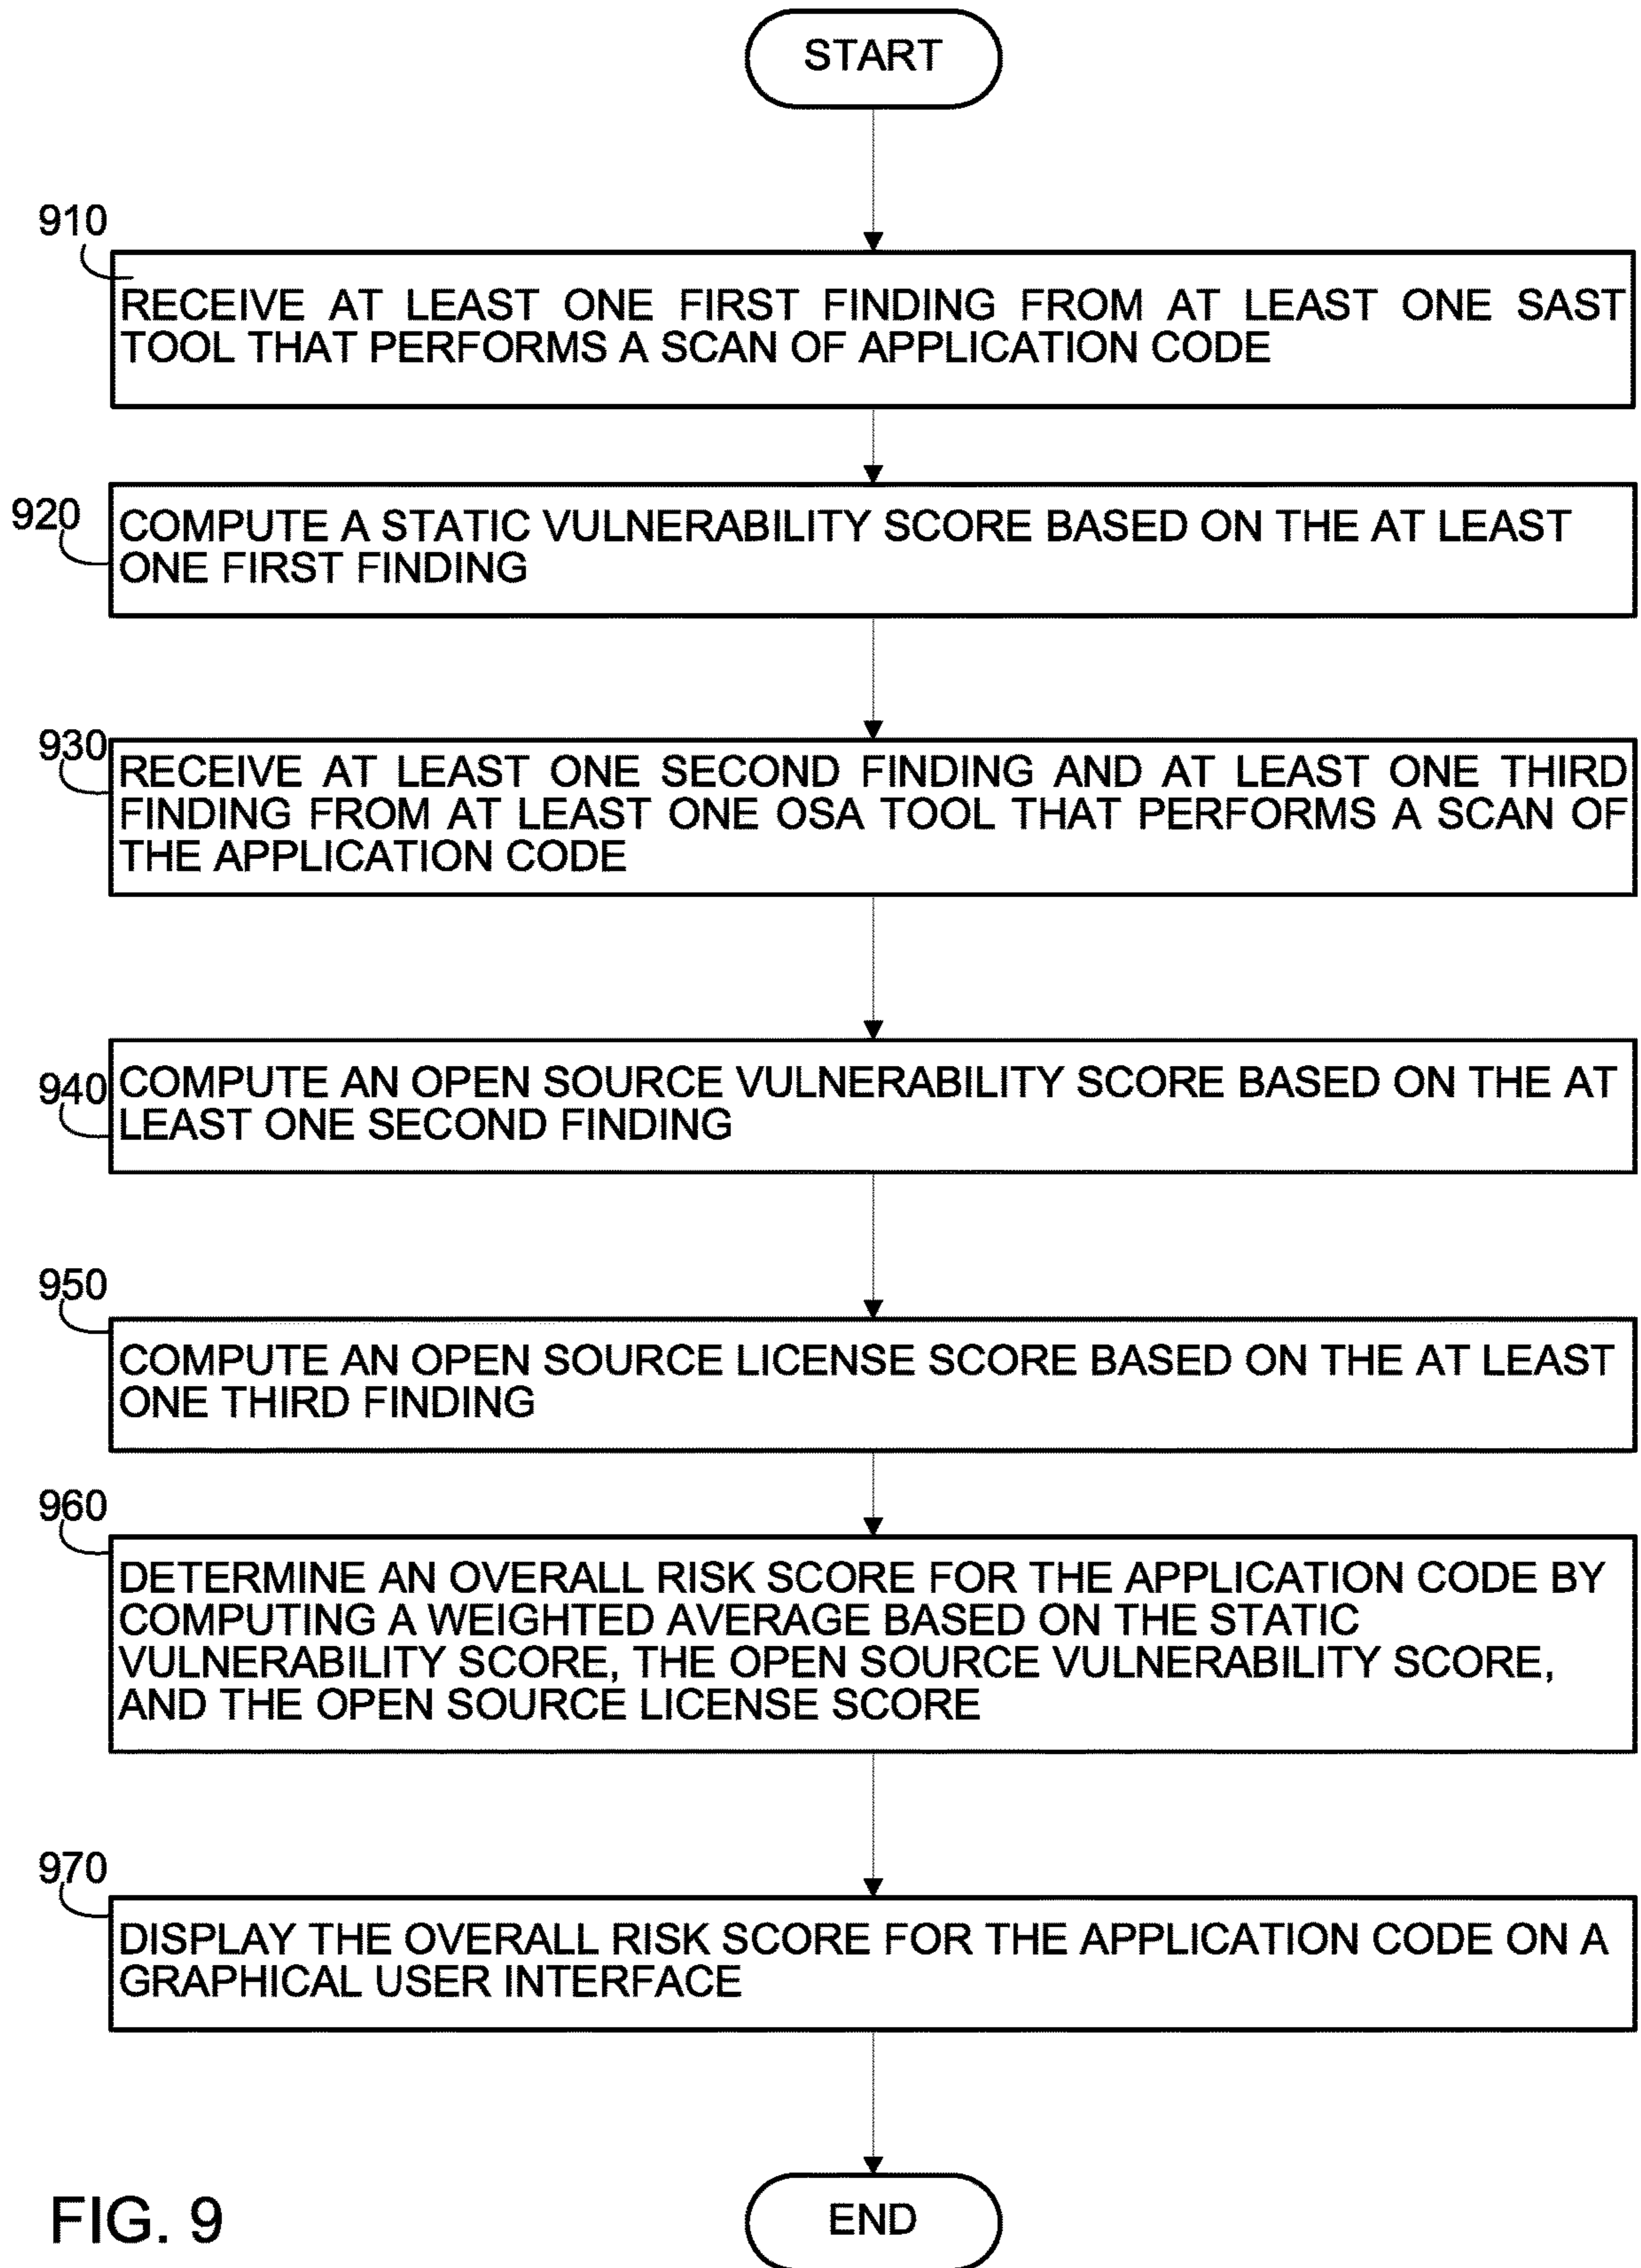 START
910
RECEIVE AT LEAST ONE FIRST FINDING FROM AT LEAST ONE SAST
TOOL THAT PERFORMS A SCAN OF APPLICATION CODE
920
COMPUTE A STATIC VULNERABILITY SCORE BASED ON THE AT LEAST
ONE FIRST FINDING
930
RECEIVE AT LEAST ONE SECOND FINDING AND AT LEAST ONE THIRD
FINDING FROM AT LEAST ONE OSA TOOL THAT PERFORMS A SCAN OF
THE APPLICATION CODE
940
COMPUTE AN OPEN SOURCE VULNERABILITY SCORE BASED ON THE AT
LEAST ONE SECOND FINDING
950
COMPUTE AN OPEN SOURCE LICENSE SCORE BASED ON THE AT LEAST
ONE THIRD FINDING
960
DETERMINE AN OVERALL RISK SCORE FOR THE APPLICATION CODE BY
COMPUTING A WEIGHTED AVERAGE BASED ON THE STATIC
VULNERABILITY SCORE, THE OPEN SOURCE VULNERABILITY SCORE,
AND THE OPEN SOURCE LICENSE SCORE
970
DISPLAY THE OVERALL RISK SCORE FOR THE APPLICATION CODE ON A
GRAPHICAL USER INTERFACE
END
FIG. 9